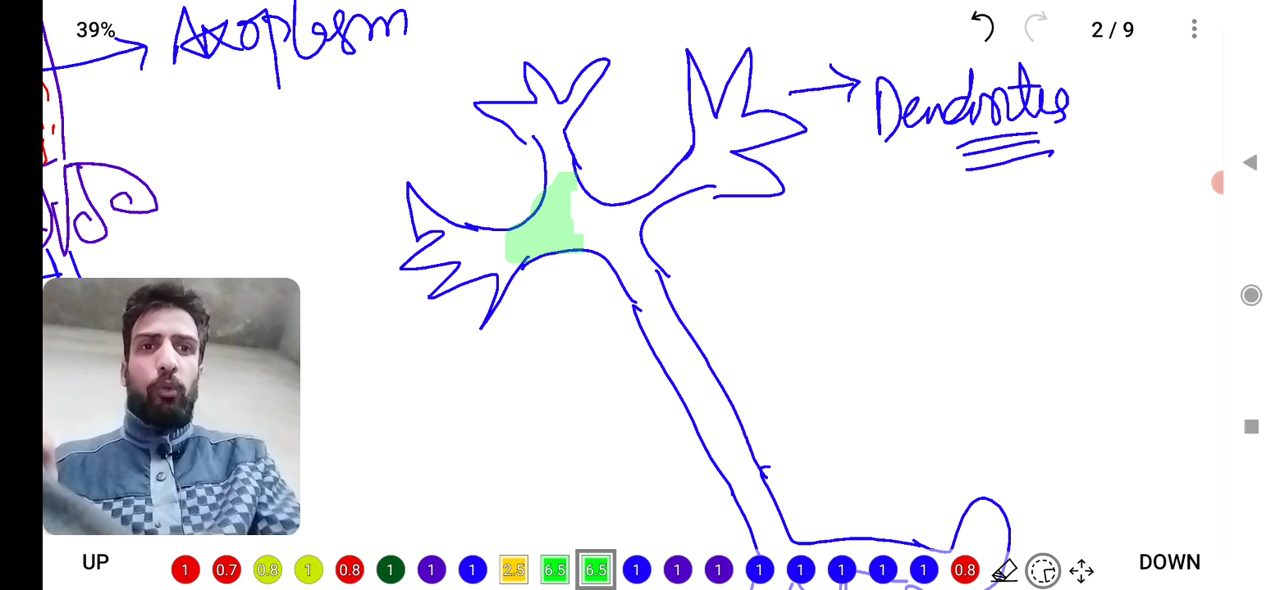 39%
Axoplasm
2 / 9
Dendrites
UP
1 0.7 0.8 1 0.8 1 1 1 2.5 6.5 6.5 1 1 1 1 1 1 1 1 0.8
DOWN